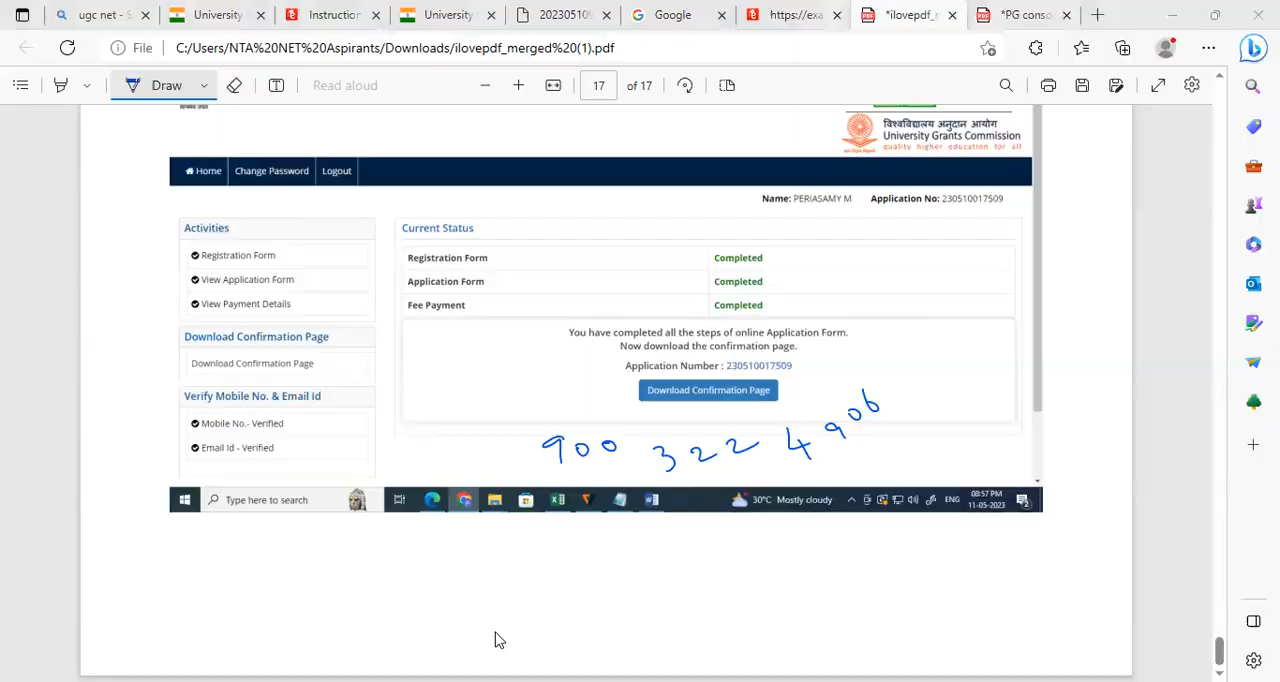 ugc net - S
University
Instruction
University
202305109
Google
https://exa
*ilovepdf_m
*PG conso
File
C:/Users/NTA%20NET%20Aspirants/Downloads/ilovepdf_merged%20(1).pdf
Draw
Read aloud
17 of 17
विश्वविद्यालय अनुदान आयोग
University Grants Commission
quality higher education for all
Home Change Password Logout
Name: PERIASAMY M Application No: 230510017509
Activities
Registration Form
View Application Form
View Payment Details
Download Confirmation Page
Download Confirmation Page
Verify Mobile No. & Email Id
Mobile No.- Verified
Email Id - Verified
Current Status
Registration Form Completed
Application Form Completed
Fee Payment Completed
You have completed all the steps of online Application Form.
Now download the confirmation page.
Application Number : 230510017509
Download Confirmation Page
900 322 4906
Type here to search
30°C Mostly cloudy
ENG
08:57 PM
11-05-2023
2